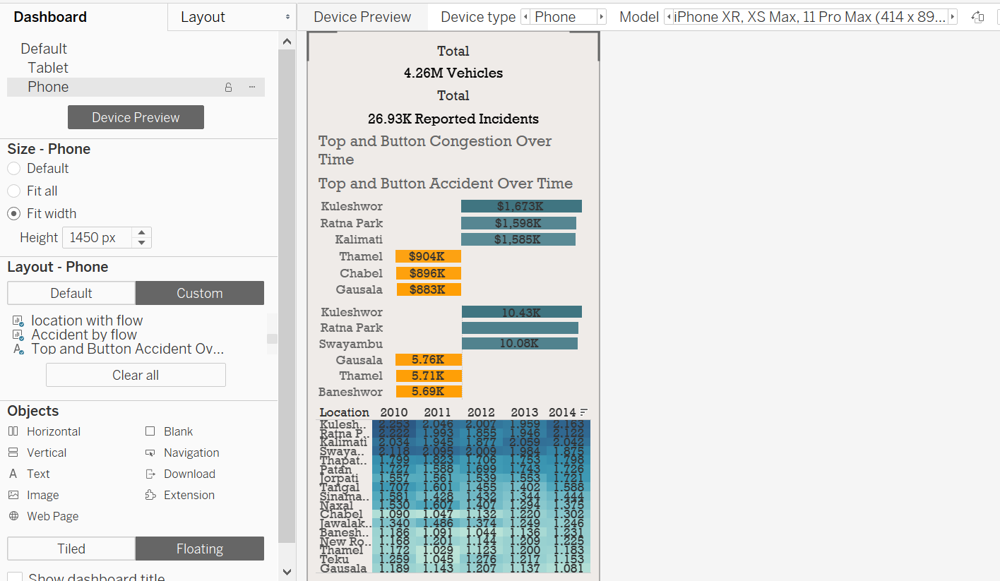 Dashboard
Layout
Device Preview
Device type
Phone
Model
iPhone XR, XS Max, 11 Pro Max (414 x 89...
Default
Tablet
Phone
Device Preview
Size - Phone
Default
Fit all
Fit width
Height 1450 px
Layout - Phone
Default
Custom
location with flow
Accident by flow
Top and Button Accident Ov...
Clear all
Objects
Horizontal
Blank
Vertical
Navigation
A Text
Download
Image
Extension
Web Page
Tiled
Floating
Show dashboard title
Total
4.26M Vehicles
Total
26.93K Reported Incidents
Top and Button Congestion Over
Time
Top and Button Accident Over Time
Kuleshwor $1,673K
Ratna Park $1,598K
Kalimati $1,585K
Thamel $904K
Chabel $896K
Gausala $883K
Kuleshwor 10.43K
Ratna Park
Swayambu 10.08K
Gausala 5.76K
Thamel 5.71K
Baneshwor 5.69K
Location 2010 2011 2012 2013 2014
Kulesh.. 2.253 2.046 2.007 1.959 2.163
Ratna P.. 2.222 1.993 1.855 1.946 2.122
Kalimati 2.034 1.945 1.877 2.059 2.042
Swaya.. 2.118 2.095 2.009 1.984 1.875
Thapat.. 1.799 1.823 1.706 1.753 1.798
Patan 1.727 1.588 1.699 1.743 1.726
Jorpati 1.557 1.561 1.539 1.553 1.721
Tangal 1.707 1.601 1.455 1.402 1.588
Sinama.. 1.581 1.428 1.432 1.344 1.444
Naxal 1.530 1.607 1.407 1.294 1.375
Chabel 1.090 1.047 1.132 1.220 1.302
Jawalak.. 1.340 1.486 1.374 1.249 1.246
Banesh.. 1.186 1.091 1.044 1.136 1.231
New Ro.. 1.168 1.201 1.144 1.209 1.225
Thamel 1.172 1.029 1.123 1.200 1.183
Teku 1.259 1.045 1.276 1.217 1.153
Gausala 1.189 1.143 1.207 1.137 1.081